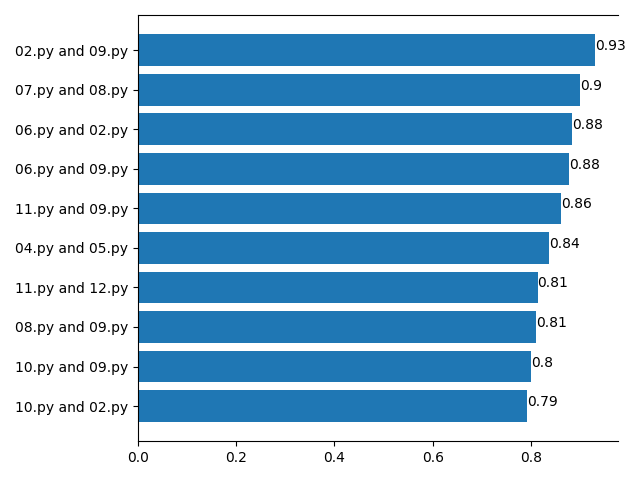 02.py and 09.py 0.93
07.py and 08.py 0.9
06.py and 02.py 0.88
06.py and 09.py 0.88
11.py and 09.py 0.86
04.py and 05.py 0.84
11.py and 12.py 0.81
08.py and 09.py 0.81
10.py and 09.py 0.8
10.py and 02.py 0.79
0.0 0.2 0.4 0.6 0.8